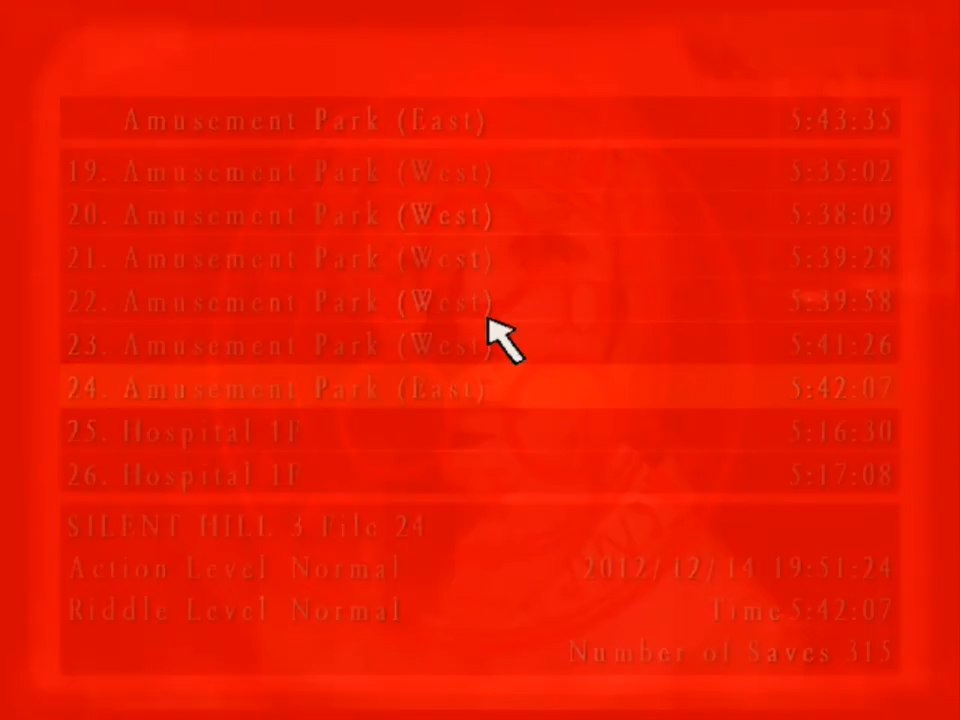 Amusement Park (East) 5:43:35
19. Amusement Park (West) 5:35:02
20. Amusement Park (West) 5:38:09
21. Amusement Park (West) 5:39:28
22. Amusement Park (West) 5:39:58
23. Amusement Park (West) 5:41:26
24. Amusement Park (East) 5:42:07
25. Hospital 1F 5:16:30
26. Hospital 1F 5:17:08
SILENT HILL 3 File 24
Action Level Normal 2012/12/14 19:51:24
Riddle Level Normal Time 5:42:07
Number of Saves 315